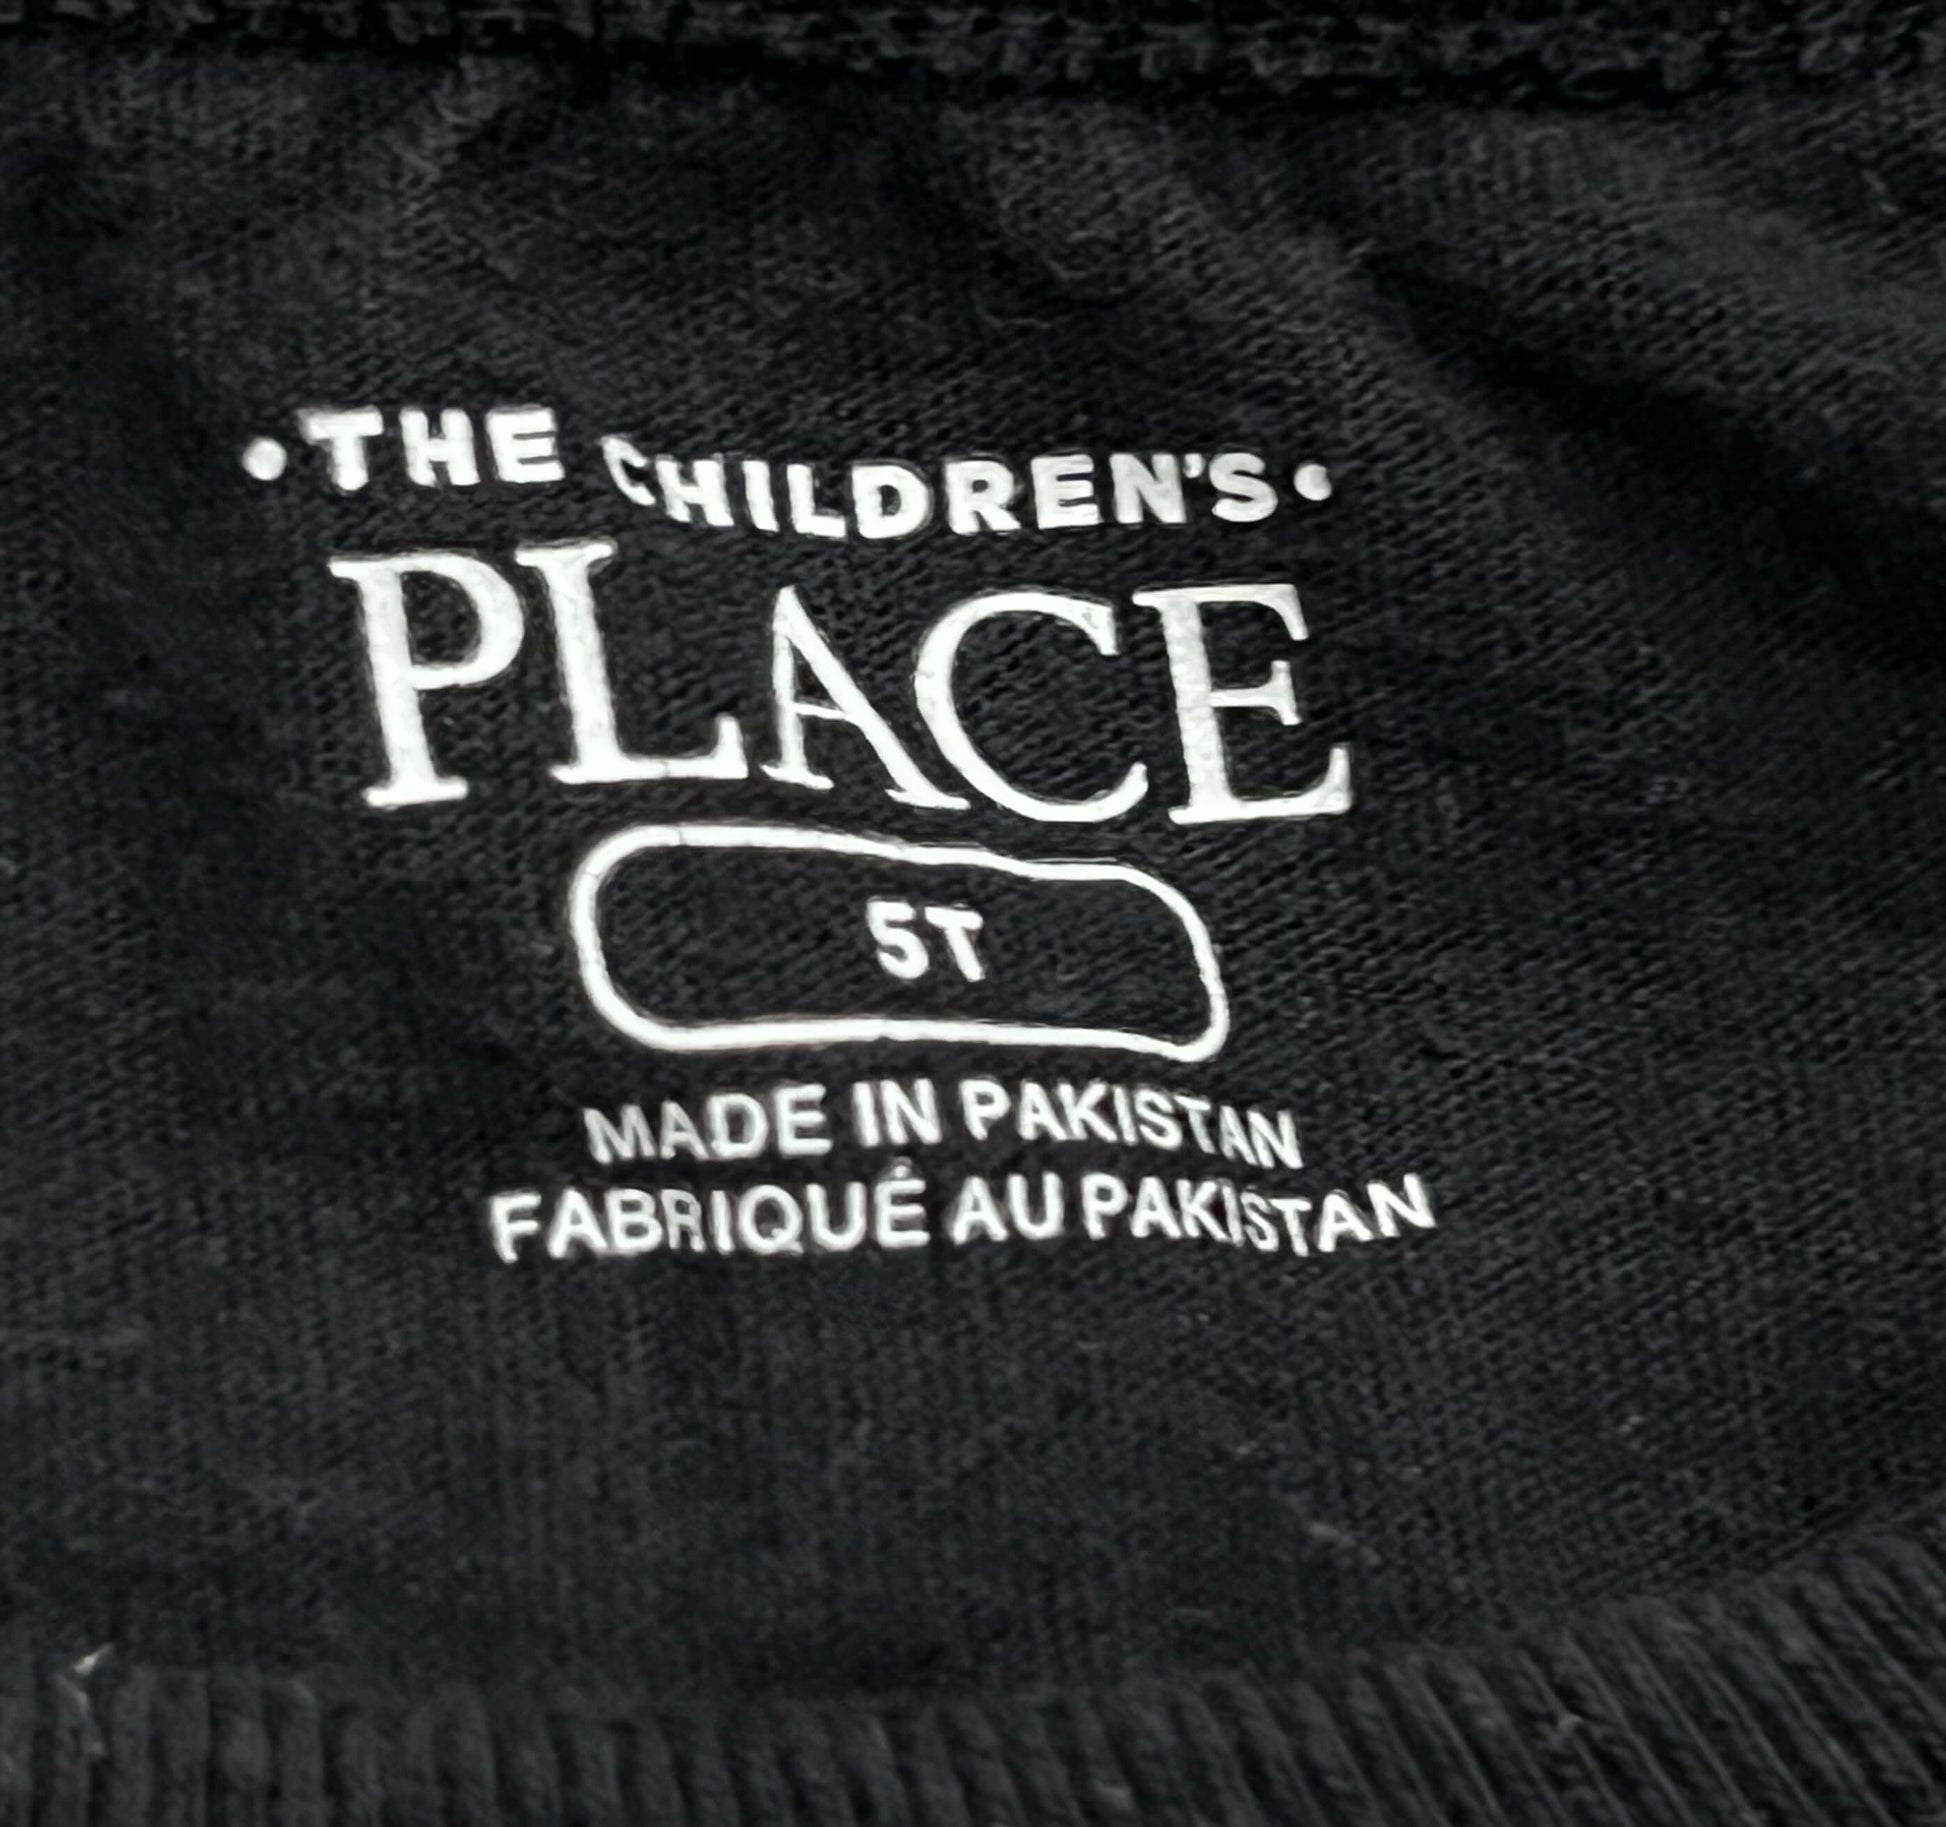 •THE CHILDREN'S•
PLACE
5T
MADE IN PAKISTAN
FABRIQUÉ AU PAKISTAN